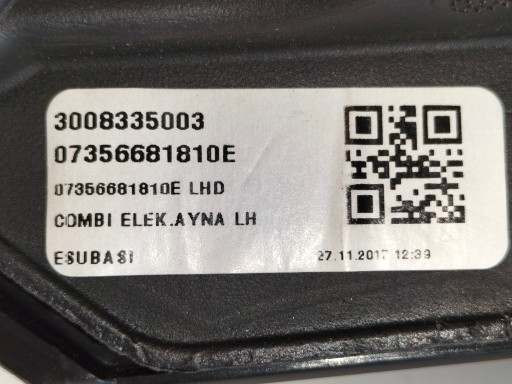 3008335003
07356681810E
07356681810E LHD
COMBI ELEK.AYNA LH
ESUBASI
27.11.2017 12:39